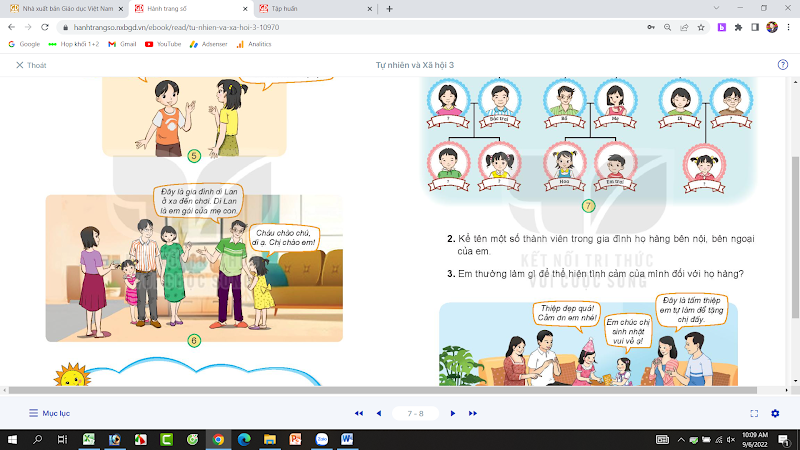 Nhà xuất bản Giáo dục Việt Nam
Hành trang số
Tập huấn
hanhtrangso.nxbgd.vn/ebook/read/tu-nhien-va-xa-hoi-3-10970
Google
Hợp khối 1+2
Gmail
YouTube
Adsenser
Analytics
Thoát
Tự nhiên và Xã hội 3
5
Đây là gia đình dì Lan
ở xa đến chơi. Dì Lan
là em gái của mẹ con.
Cháu chào chú,
dì ạ. Chị chào em!
6
?
Bác trai
Bố
Mẹ
Dì
?
?
?
Hoa
Em trai
?
7
2. Kể tên một số thành viên trong gia đình họ hàng bên nội, bên ngoại
của em.
3. Em thường làm gì để thể hiện tình cảm của mình đối với họ hàng?
KẾT NỐI TRI THỨC
VỚI CUỘC SỐNG
Thiệp đẹp quá!
Cảm ơn em nhé!
Em chúc chị
sinh nhật
vui vẻ ạ!
Đây là tấm thiệp
em tự làm để tặng
chị đấy.
Mục lục
7 - 8
10:09 AM
9/6/2022